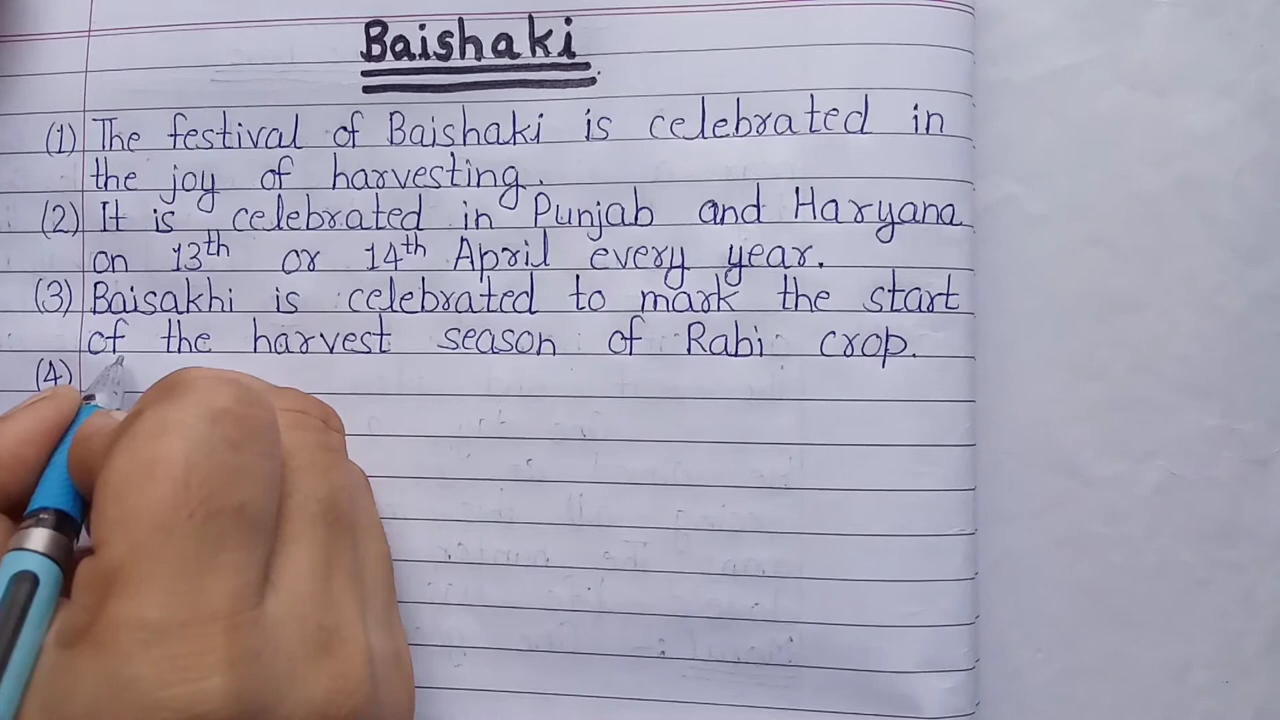 Baishaki
(1) The festival of Baishaki is celebrated in
the joy of harvesting.
(2) It is celebrated in Punjab and Haryana
on 13th or 14th April every year.
(3) Baisakhi is celebrated to mark the start
of the harvest season of Rabi crop.
(4)